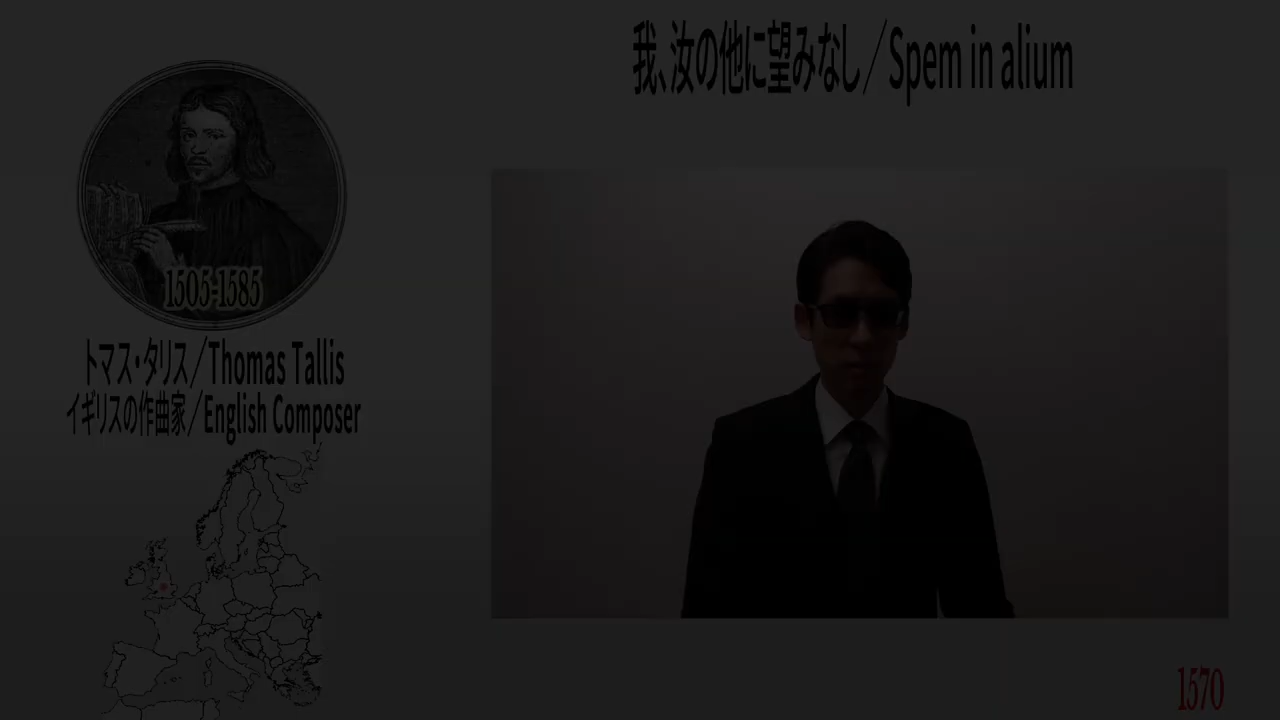 我、汝の他に望みなし／Spem in alium
1505-1585
トマス・タリス／Thomas Tallis
イギリスの作曲家／English Composer
1570